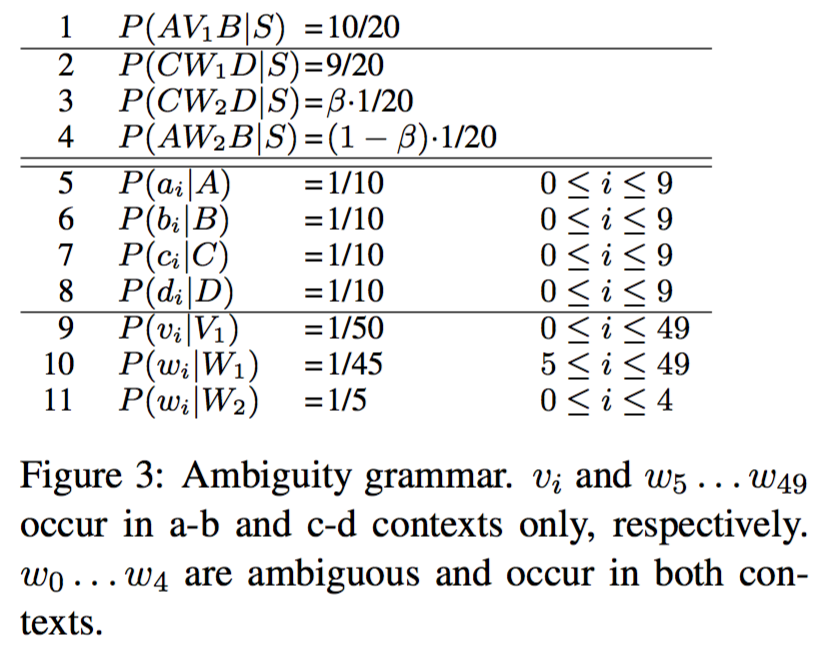 1 P(AV₁B|S) =10/20
2 P(CW₁D|S)=9/20
3 P(CW₂D|S)=β·1/20
4 P(AW₂B|S)=(1 − β)·1/20
5 P(aᵢ|A) =1/10 0 ≤ i ≤ 9
6 P(bᵢ|B) =1/10 0 ≤ i ≤ 9
7 P(cᵢ|C) =1/10 0 ≤ i ≤ 9
8 P(dᵢ|D) =1/10 0 ≤ i ≤ 9
9 P(vᵢ|V₁) =1/50 0 ≤ i ≤ 49
10 P(wᵢ|W₁) =1/45 5 ≤ i ≤ 49
11 P(wᵢ|W₂) =1/5 0 ≤ i ≤ 4
Figure 3: Ambiguity grammar. vᵢ and w₅ . . . w₄₉
occur in a-b and c-d contexts only, respectively.
w₀ . . . w₄ are ambiguous and occur in both con-
texts.